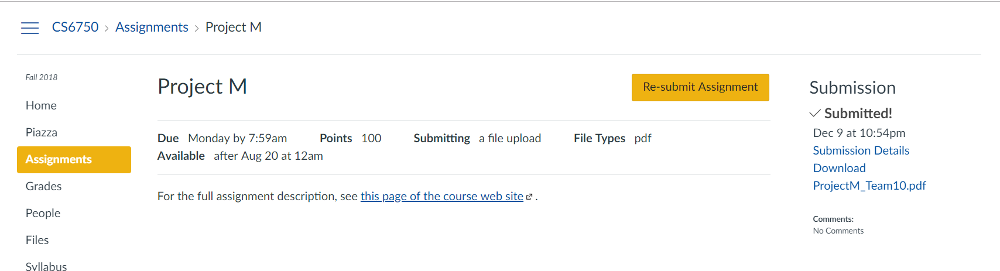 CS6750 > Assignments > Project M
Fall 2018
Home
Piazza
Assignments
Grades
People
Files
Syllabus
Project M
Re-submit Assignment
Due Monday by 7:59am Points 100 Submitting a file upload File Types pdf
Available after Aug 20 at 12am
For the full assignment description, see this page of the course web site .
Submission
Submitted!
Dec 9 at 10:54pm
Submission Details
Download
ProjectM_Team10.pdf
Comments:
No Comments